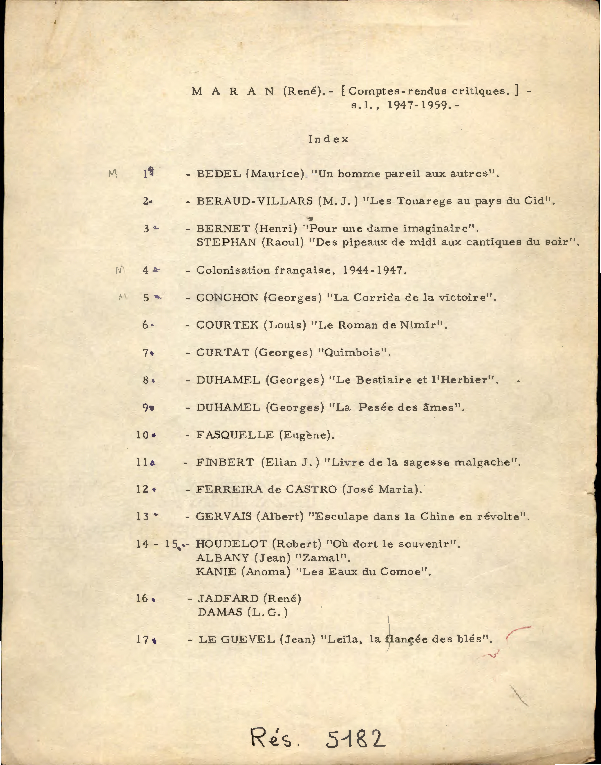 M A R A N (René).- [Comptes-rendus critiques.] -
s.l., 1947-1959.-
Index
M 1° - BEDEL (Maurice). "Un homme pareil aux autres".
2- - BERAUD-VILLARS (M.J.) "Les Touaregs au pays du Cid".
3 - - BERNET (Henri) "Pour une dame imaginaire".
STEPHAN (Raoul) "Des pipeaux de midi aux cantiques du soir".
N 4 - - Colonisation française, 1944-1947.
M 5 - - CONCHON (Georges) "La Corrida de la victoire".
6- - COURTEK (Louis) "Le Roman de Nimir".
7. - CURTAT (Georges) "Quimbois".
8. - DUHAMEL (Georges) "Le Bestiaire et l'Herbier".
9. - DUHAMEL (Georges) "La Pesée des âmes".
10. - FASQUELLE (Eugène).
11. - FINBERT (Elian J.) "Livre de la sagesse malgache".
12. - FERREIRA de CASTRO (José Maria).
13 - - GERVAIS (Albert) "Esculape dans la Chine en révolte".
14 - 15.- HOUDELOT (Robert) "Où dort le souvenir".
ALBANY (Jean) "Zamal".
KANIE (Anoma) "Les Eaux du Comoe".
16. - JADFARD (René)
DAMAS (L.G.)
17. - LE GUEVEL (Jean) "Leïla, la fiancée des blés".
Rés. 5182